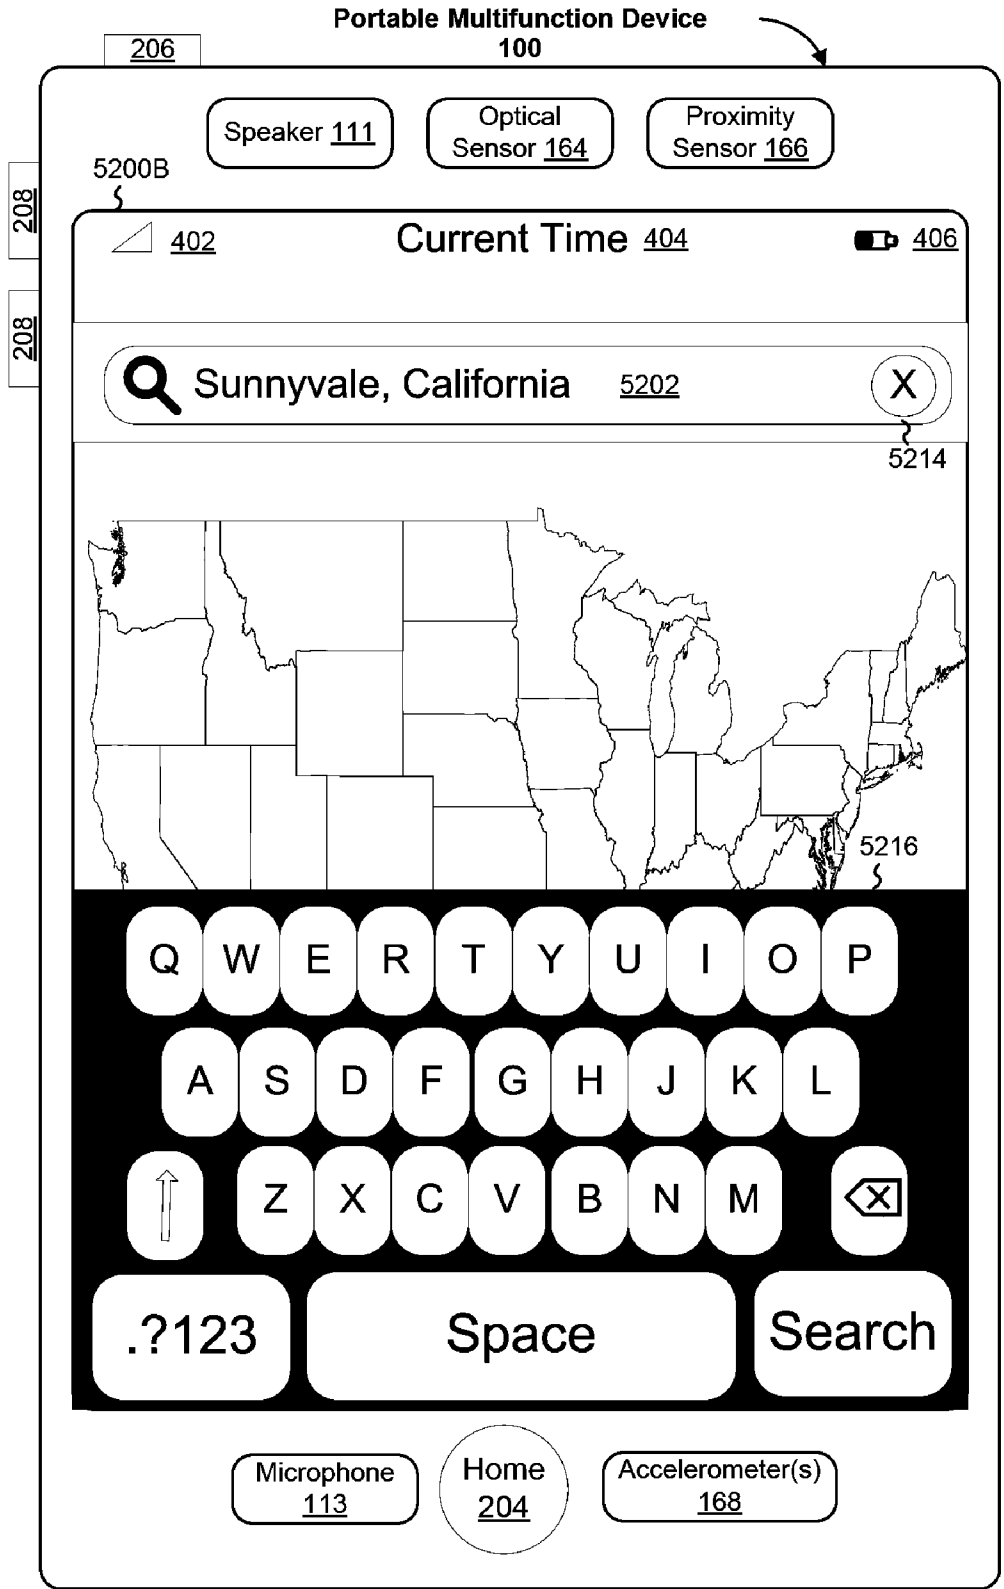 Portable Multifunction Device
100
206
Speaker 111
Optical
Sensor 164
Proximity
Sensor 166
5200B
208
402
Current Time 404
406
208
Sunnyvale, California 5202 X
5214
5216
Q W E R T Y U I O P
A S D F G H J K L
Z X C V B N M
.?123 Space Search
Microphone
113
Home
204
Accelerometer(s)
168